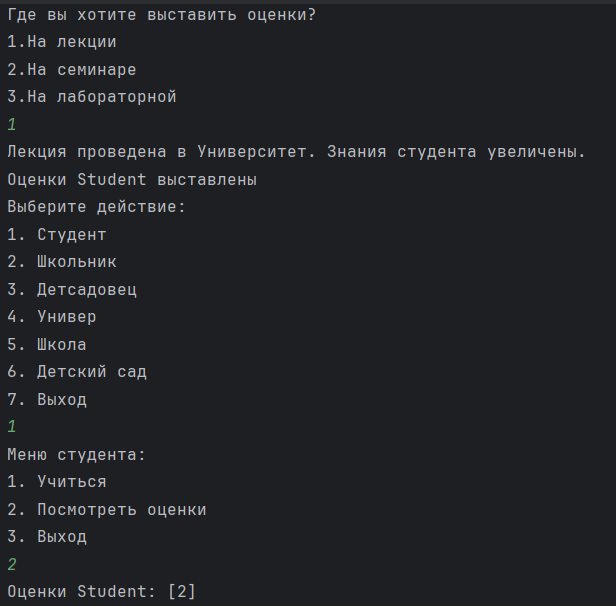 Где вы хотите выставить оценки?
1.На лекции
2.На семинаре
3.На лабораторной
1
Лекция проведена в Университет. Знания студента увеличены.
Оценки Student выставлены
Выберите действие:
1. Студент
2. Школьник
3. Детсадовец
4. Универ
5. Школа
6. Детский сад
7. Выход
1
Меню студента:
1. Учиться
2. Посмотреть оценки
3. Выход
2
Оценки Student: [2]